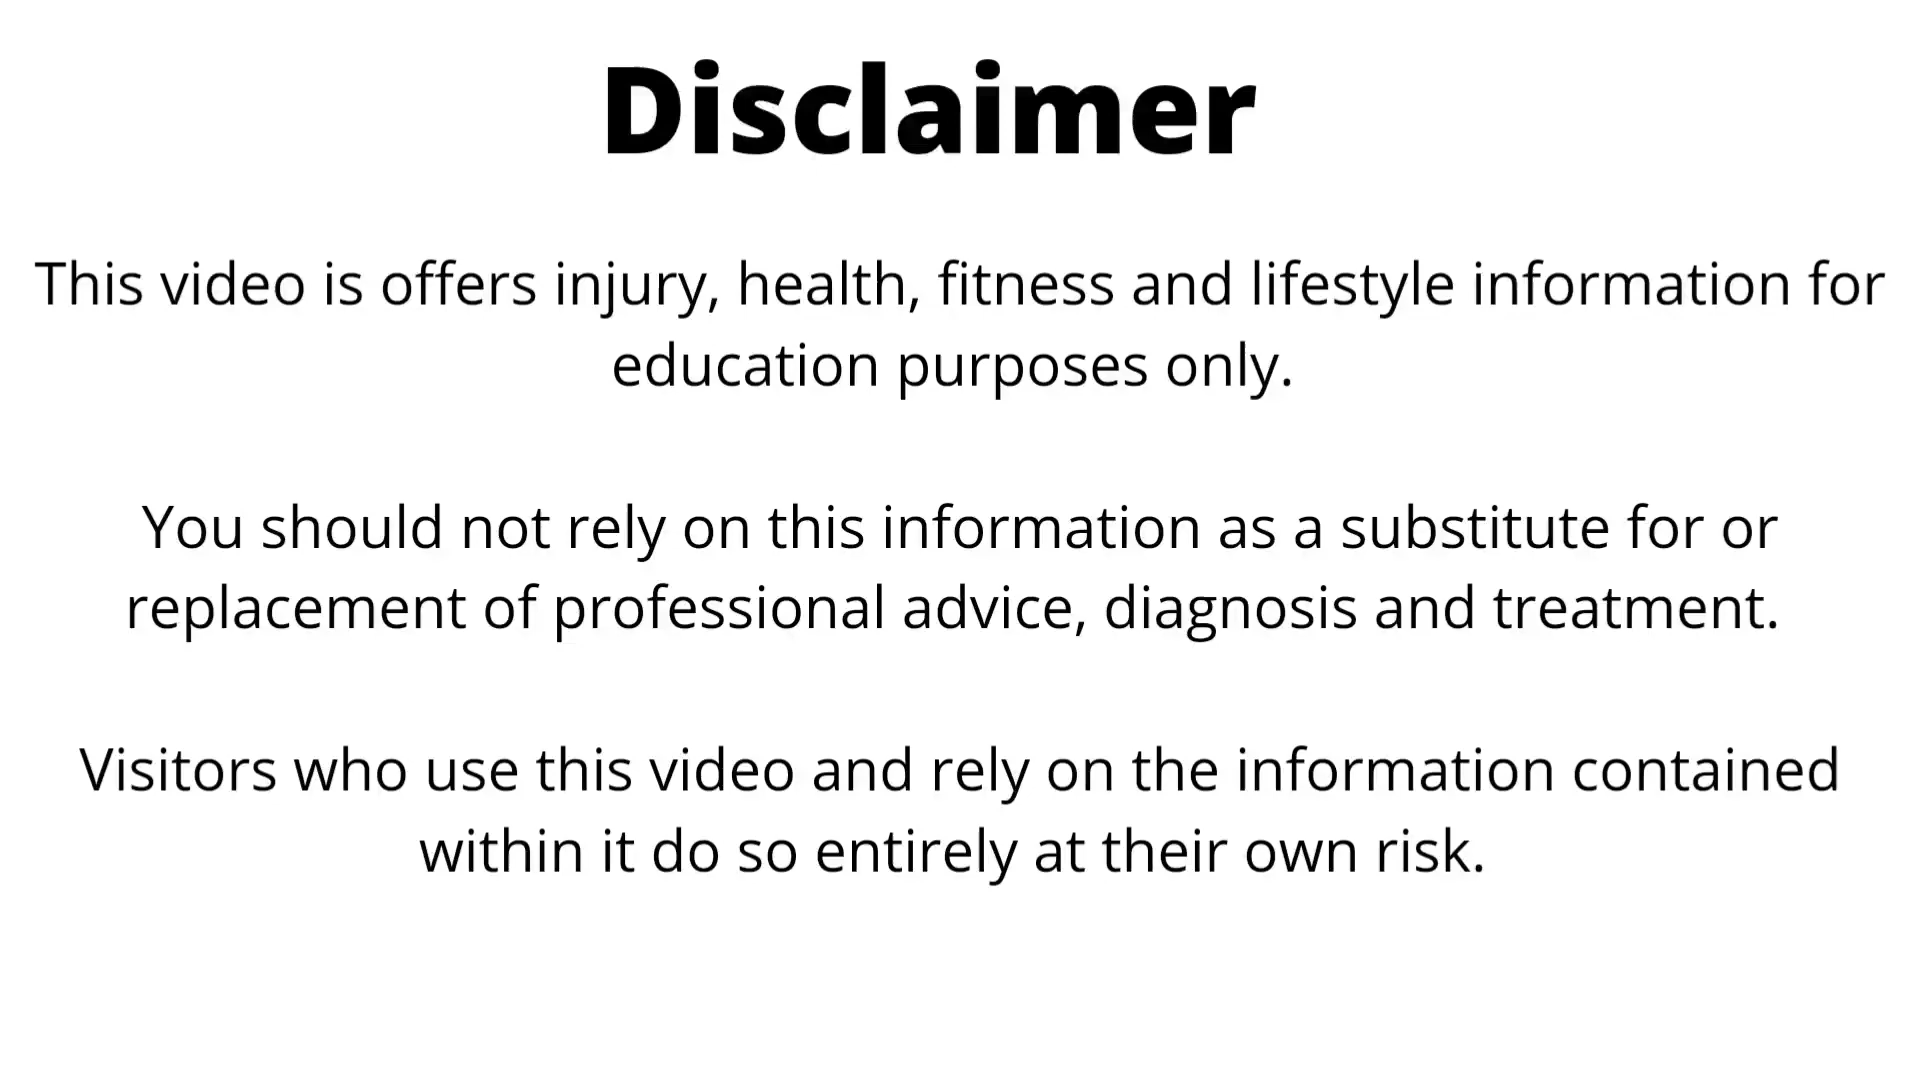 Disclaimer
This video is offers injury, health, fitness and lifestyle information for
education purposes only.
You should not rely on this information as a substitute for or
replacement of professional advice, diagnosis and treatment.
Visitors who use this video and rely on the information contained
within it do so entirely at their own risk.